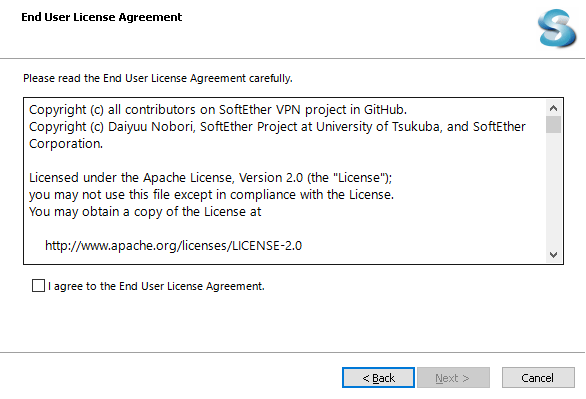 End User License Agreement
Please read the End User License Agreement carefully.
Copyright (c) all contributors on SoftEther VPN project in GitHub.
Copyright (c) Daiyuu Nobori, SoftEther Project at University of Tsukuba, and SoftEther
Corporation.
Licensed under the Apache License, Version 2.0 (the "License");
you may not use this file except in compliance with the License.
You may obtain a copy of the License at
http://www.apache.org/licenses/LICENSE-2.0
I agree to the End User License Agreement.
< Back Next > Cancel